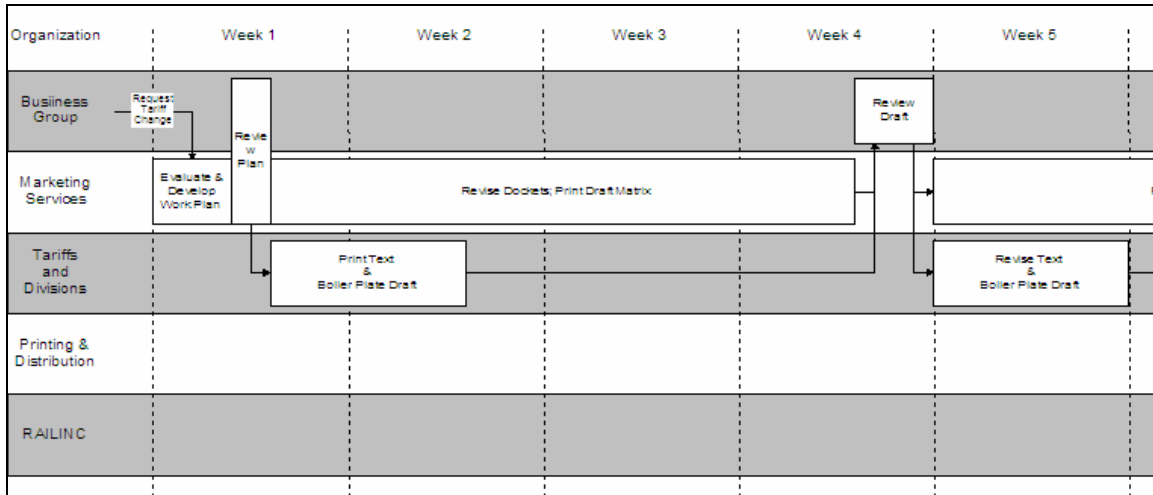 Organization Week 1 Week 2 Week 3 Week 4 Week 5
Busiiness
Group
Request
Tariff
Change
Revie
w
Plan
Review
Draft
Marketing
Services
Evaluate &
Develop
Work Plan
Revise Dockets; Print Draft Matrix
Tariffs
and
Divisions
Print Text
&
Boiler Plate Draft
Revise Text
&
Boiler Plate Draft
Printing &
Distribution
RAILINC